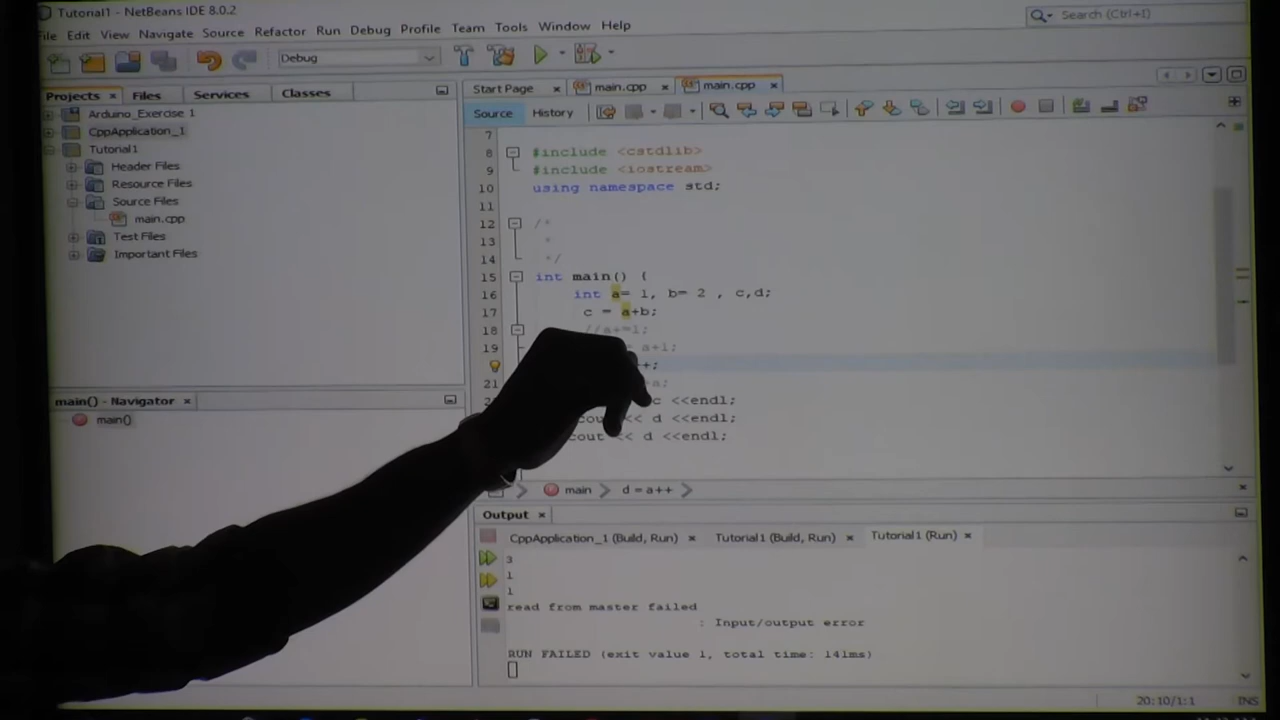 Tutorial1 - NetBeans IDE 8.0.2
Search (Ctrl+I)
File Edit View Navigate Source Refactor Run Debug Profile Team Tools Window Help
Debug
Projects Files Services Classes
Start Page main.cpp main.cpp
Source History
Arduino_Exercise 1
CppApplication_1
Tutorial1
Header Files
Resource Files
Source Files
main.cpp
Test Files
Important Files
7
8 #include <cstdlib>
9 #include <iostream>
10 using namespace std;
11
12 /*
13 *
14 */
15 int main() {
16 int a= 1, b= 2 , c,d;
17 c = a+b;
18 //a+=1;
19 a+1;
+;
21 a;
c <<endl;
cout << d <<endl;
cout << d <<endl;
main() - Navigator
main()
main d = a++
Output
CppApplication_1 (Build, Run) Tutorial1 (Build, Run) Tutorial1 (Run)
3
1
1
read from master failed
: Input/output error
RUN FAILED (exit value 1, total time: 141ms)
20:10/1:1 INS